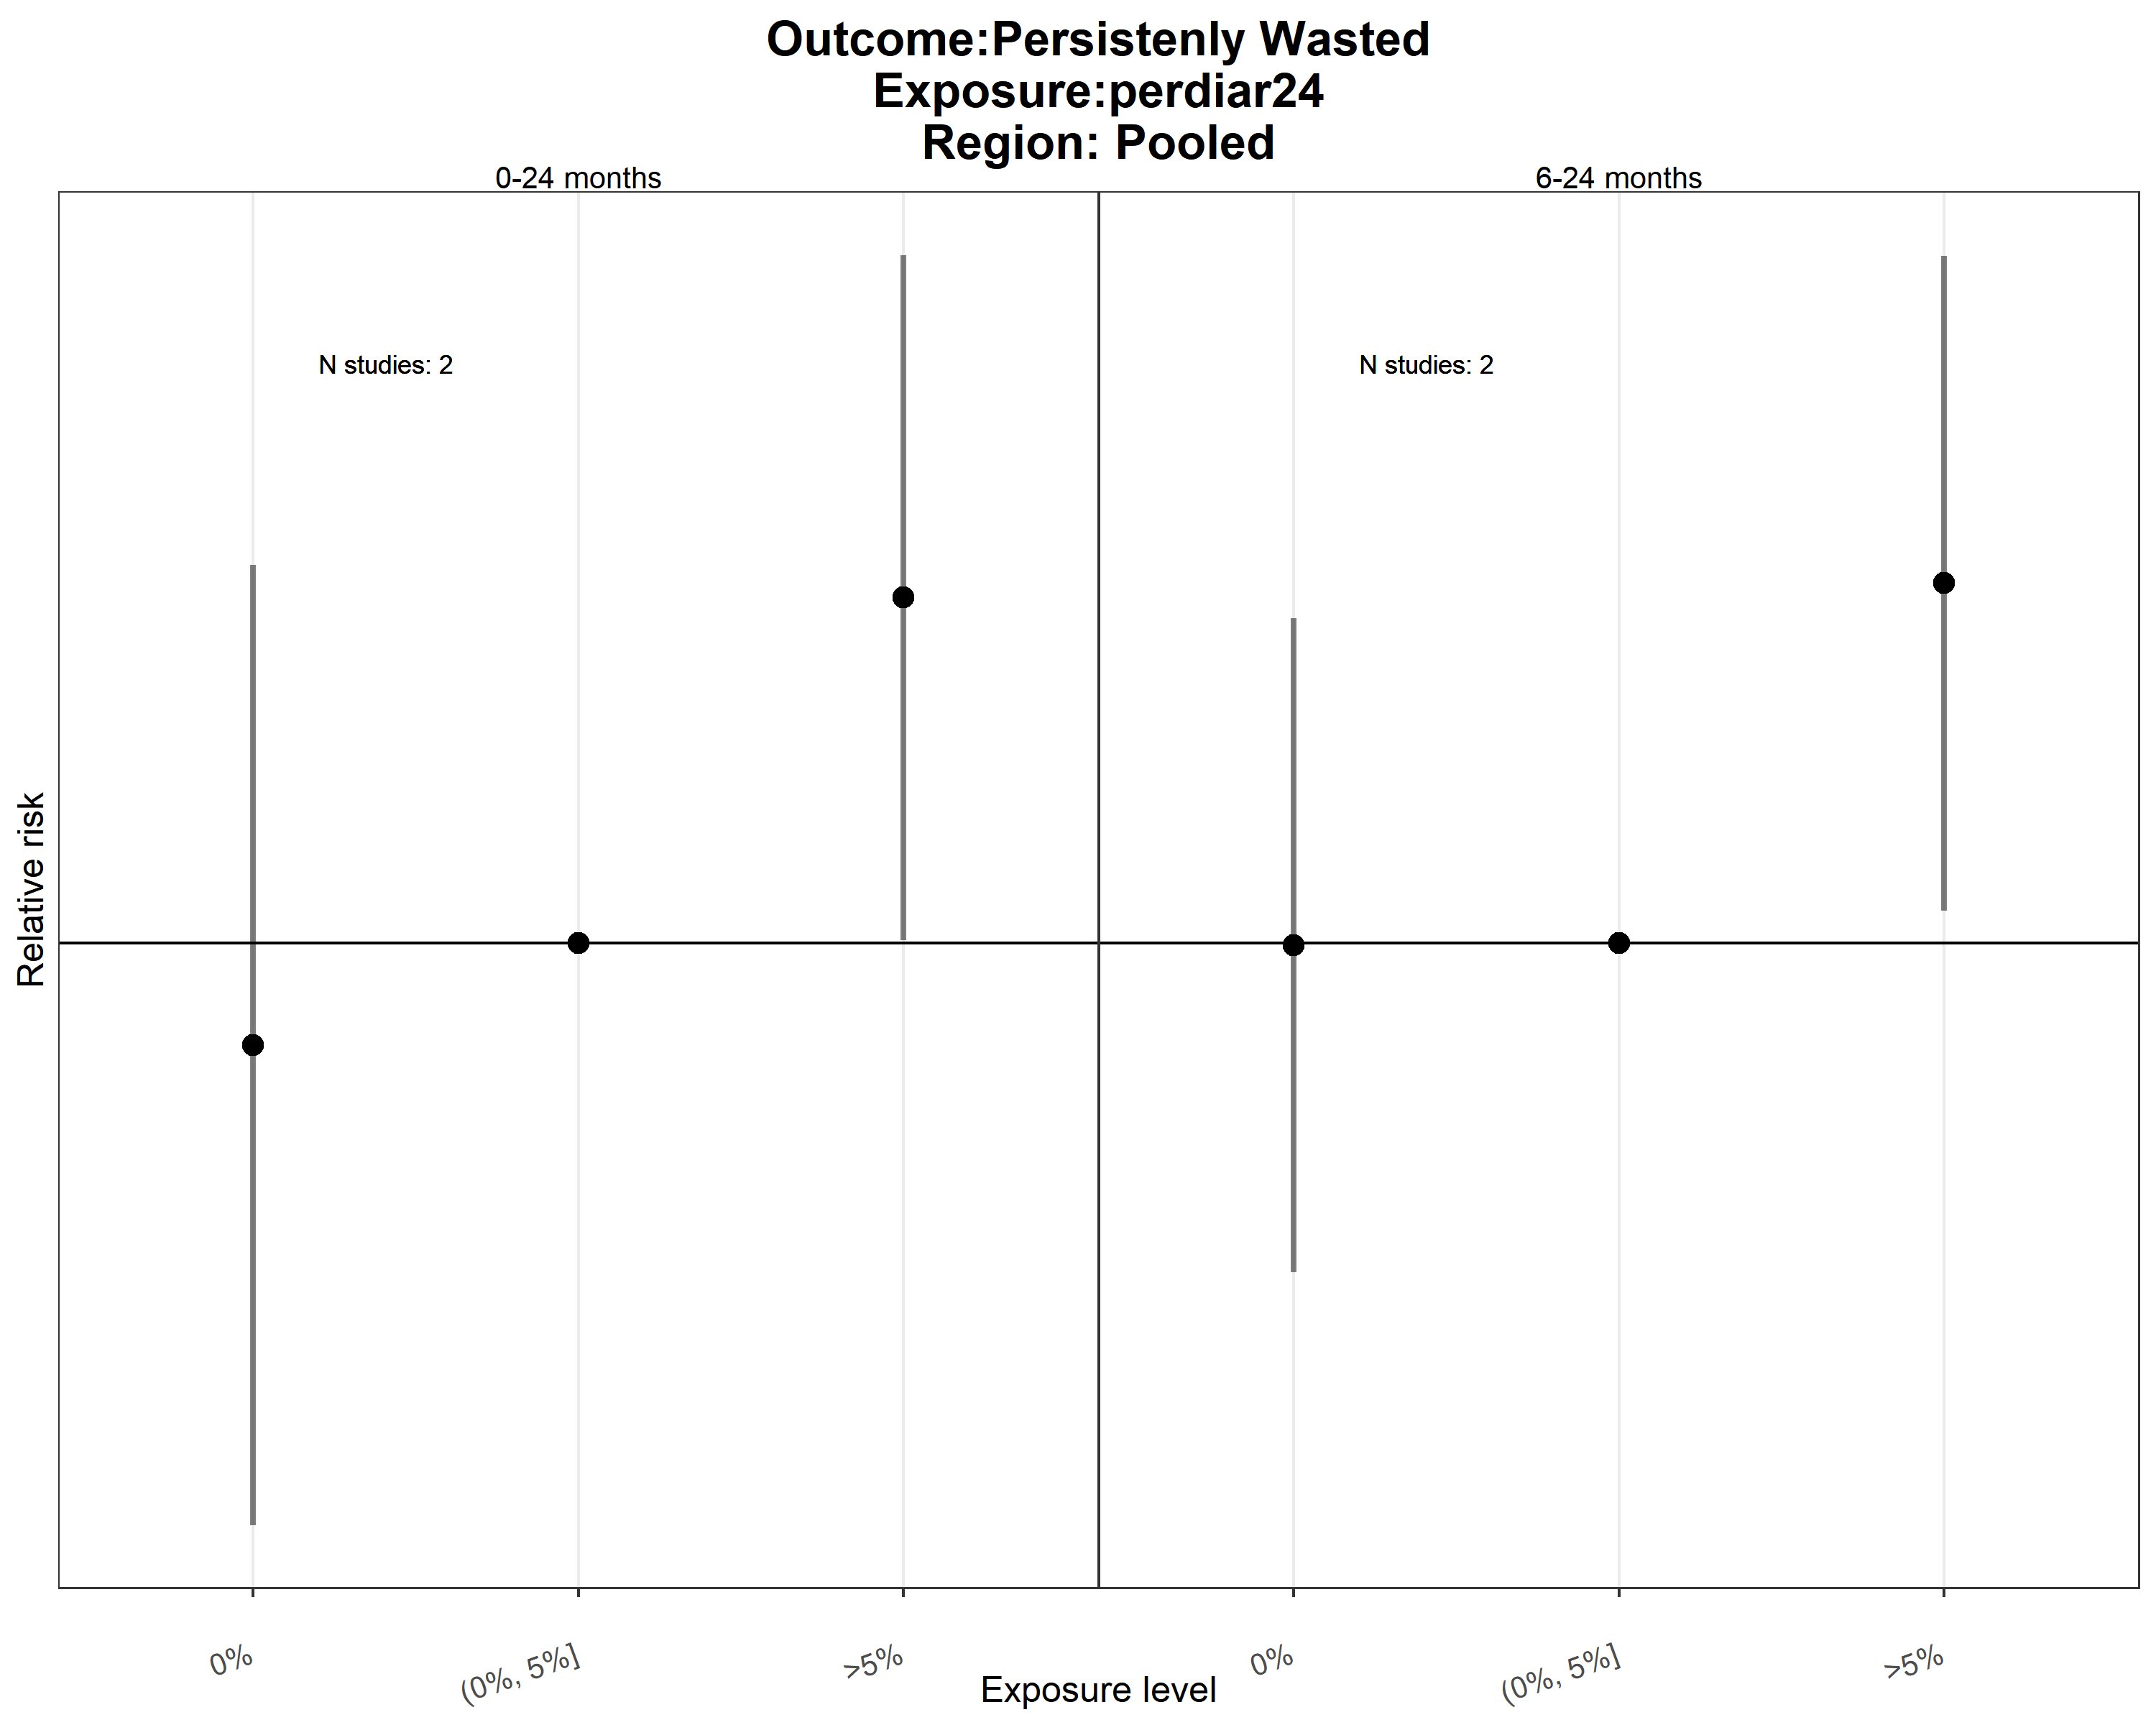 Outcome:Persistenly Wasted
Exposure:perdiar24
Region: Pooled
0-24 months
6-24 months
N studies: 2
N studies: 2
Relative risk
0%
(0%, 5%]
>5%
0%
(0%, 5%]
>5%
Exposure level